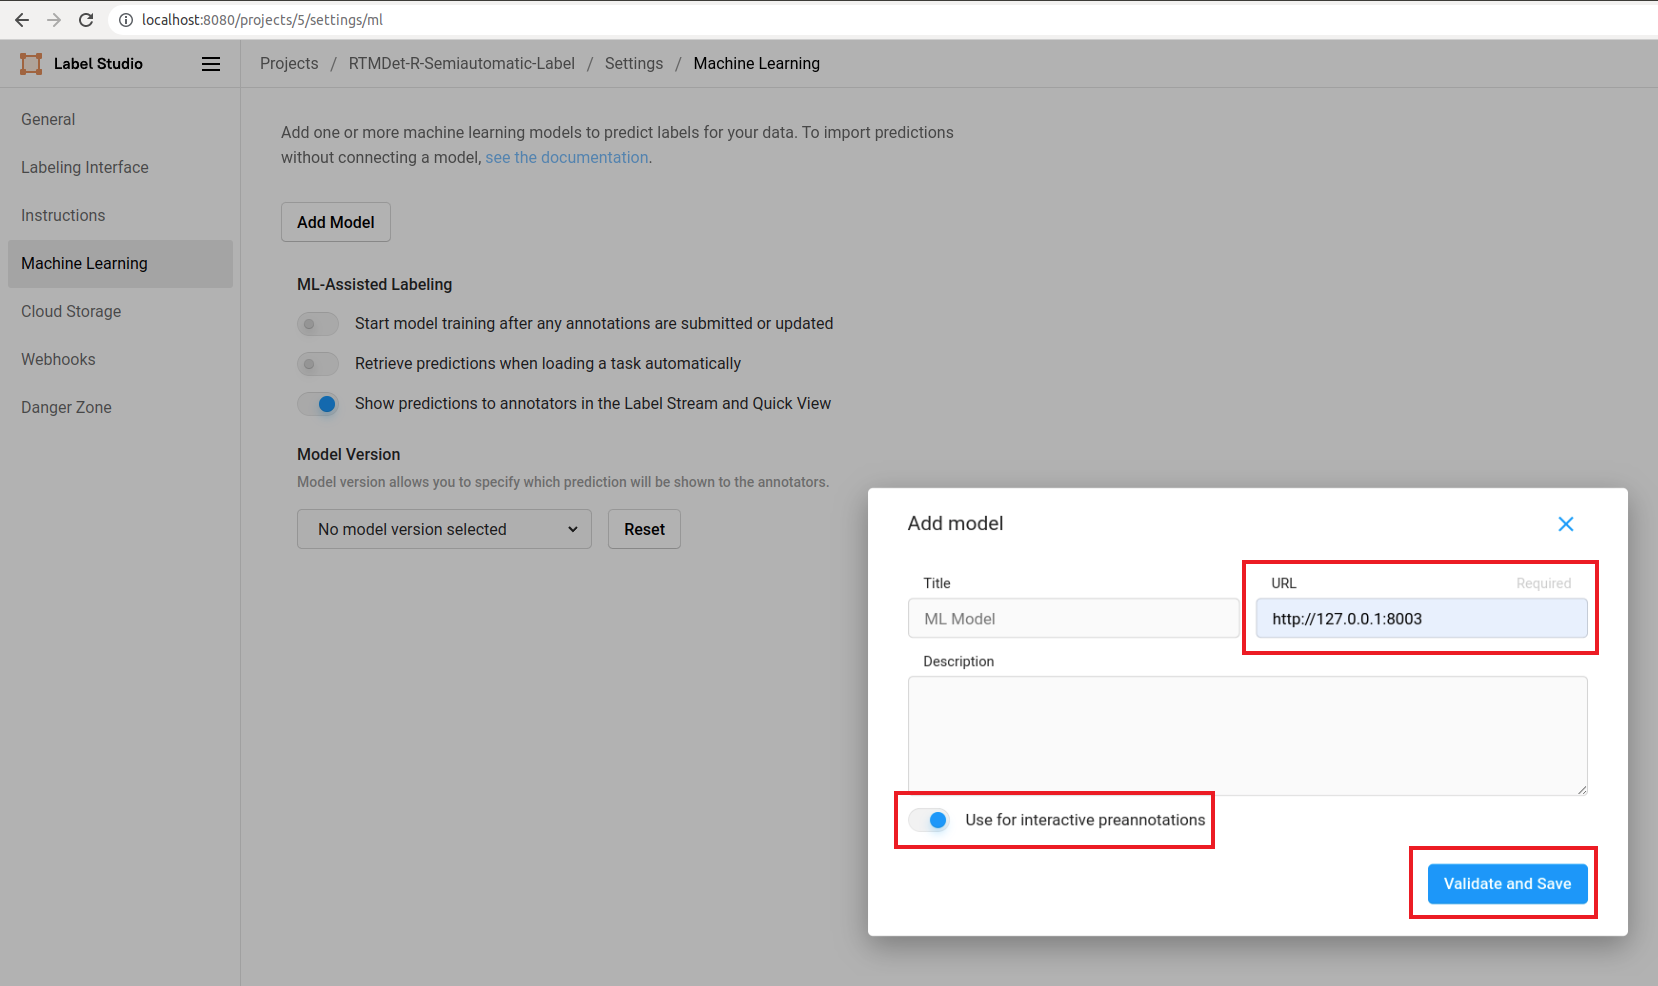 localhost:8080/projects/5/settings/ml
Label Studio
Projects / RTMDet-R-Semiautomatic-Label / Settings / Machine Learning
General
Labeling Interface
Instructions
Machine Learning
Cloud Storage
Webhooks
Danger Zone
Add one or more machine learning models to predict labels for your data. To import predictions
without connecting a model, see the documentation.
Add Model
ML-Assisted Labeling
Start model training after any annotations are submitted or updated
Retrieve predictions when loading a task automatically
Show predictions to annotators in the Label Stream and Quick View
Model Version
Model version allows you to specify which prediction will be shown to the annotators.
No model version selected
Reset
Add model
Title
ML Model
URL Required
http://127.0.0.1:8003
Description
Use for interactive preannotations
Validate and Save